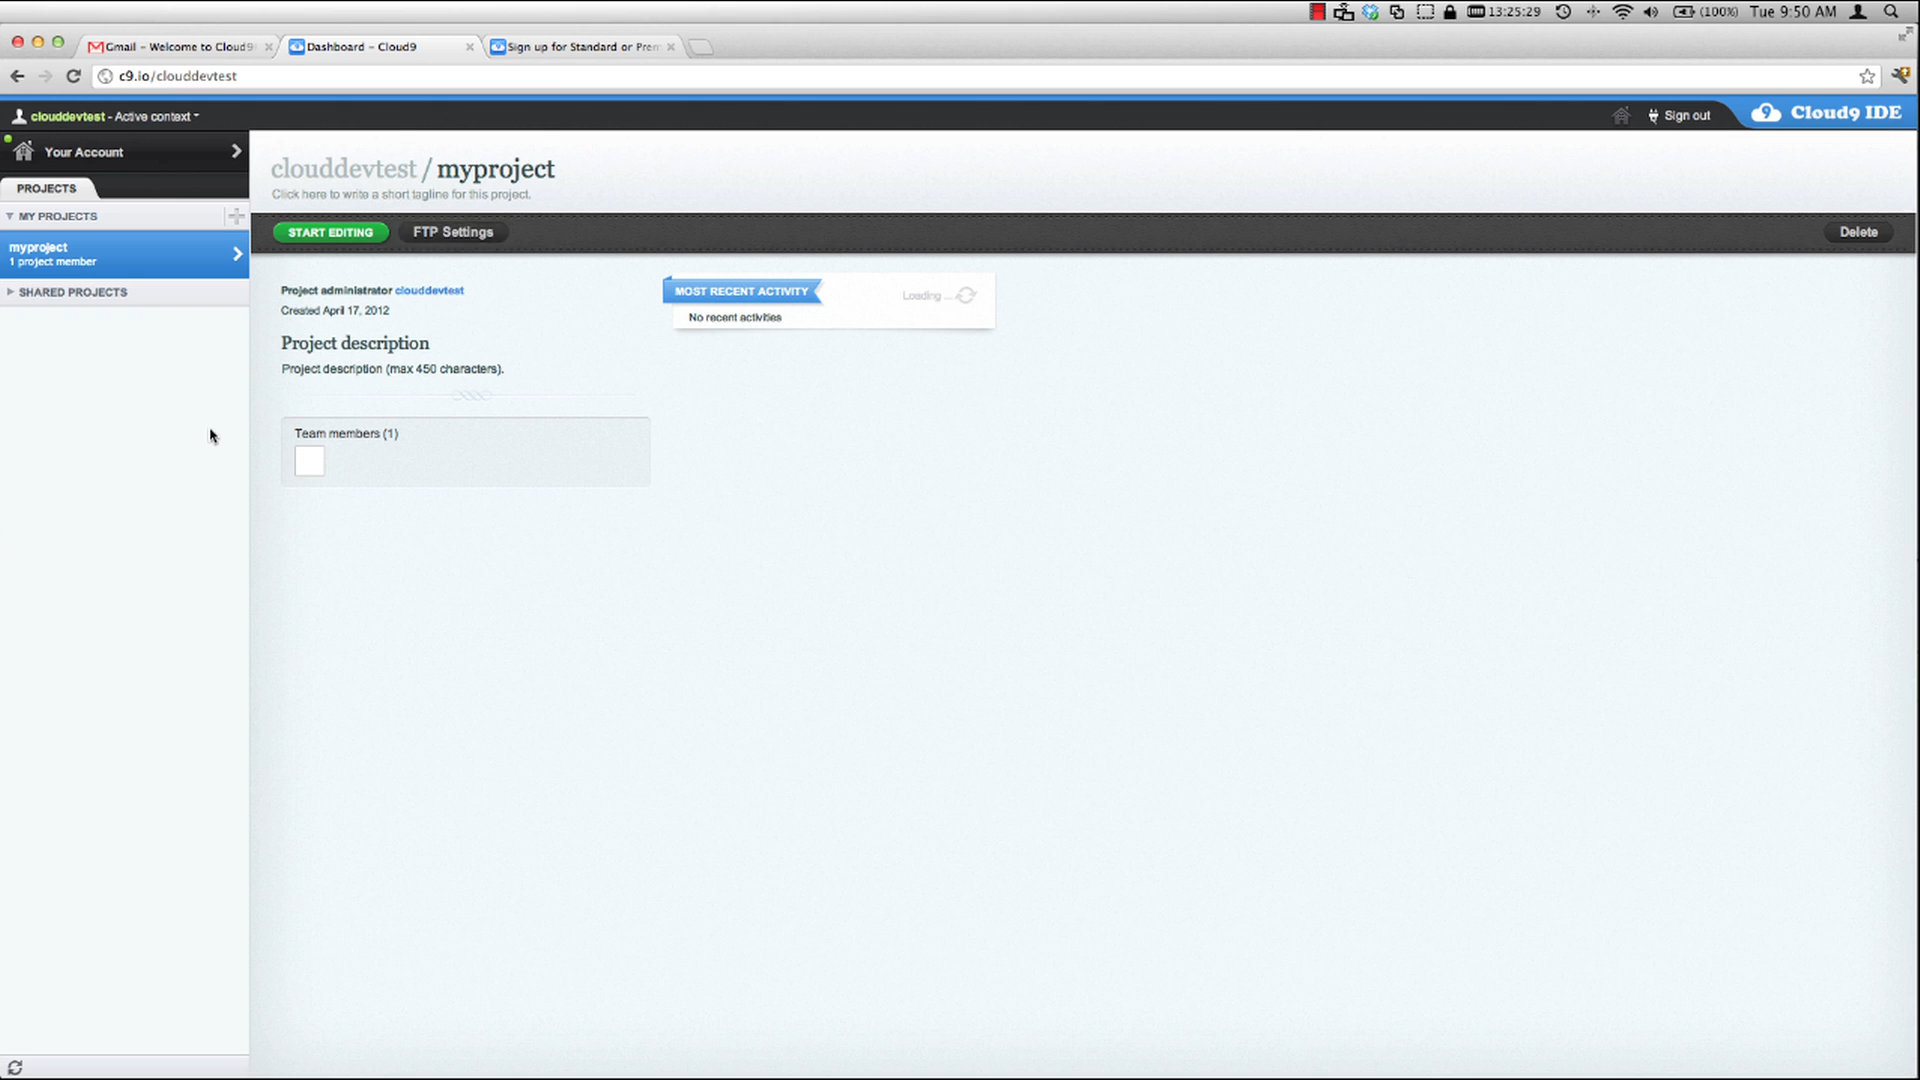 13:25:29 (100%) Tue 9:50 AM
Gmail – Welcome to Cloud9
Dashboard – Cloud9
Sign up for Standard or Prem
c9.io/clouddevtest
clouddevtest - Active context
Sign out
Cloud9 IDE
Your Account
PROJECTS
MY PROJECTS
myproject
1 project member
SHARED PROJECTS
clouddevtest / myproject
Click here to write a short tagline for this project.
START EDITING
FTP Settings
Delete
Project administrator clouddevtest
Created April 17, 2012
Project description
Project description (max 450 characters).
Team members (1)
MOST RECENT ACTIVITY
Loading ...
No recent activities